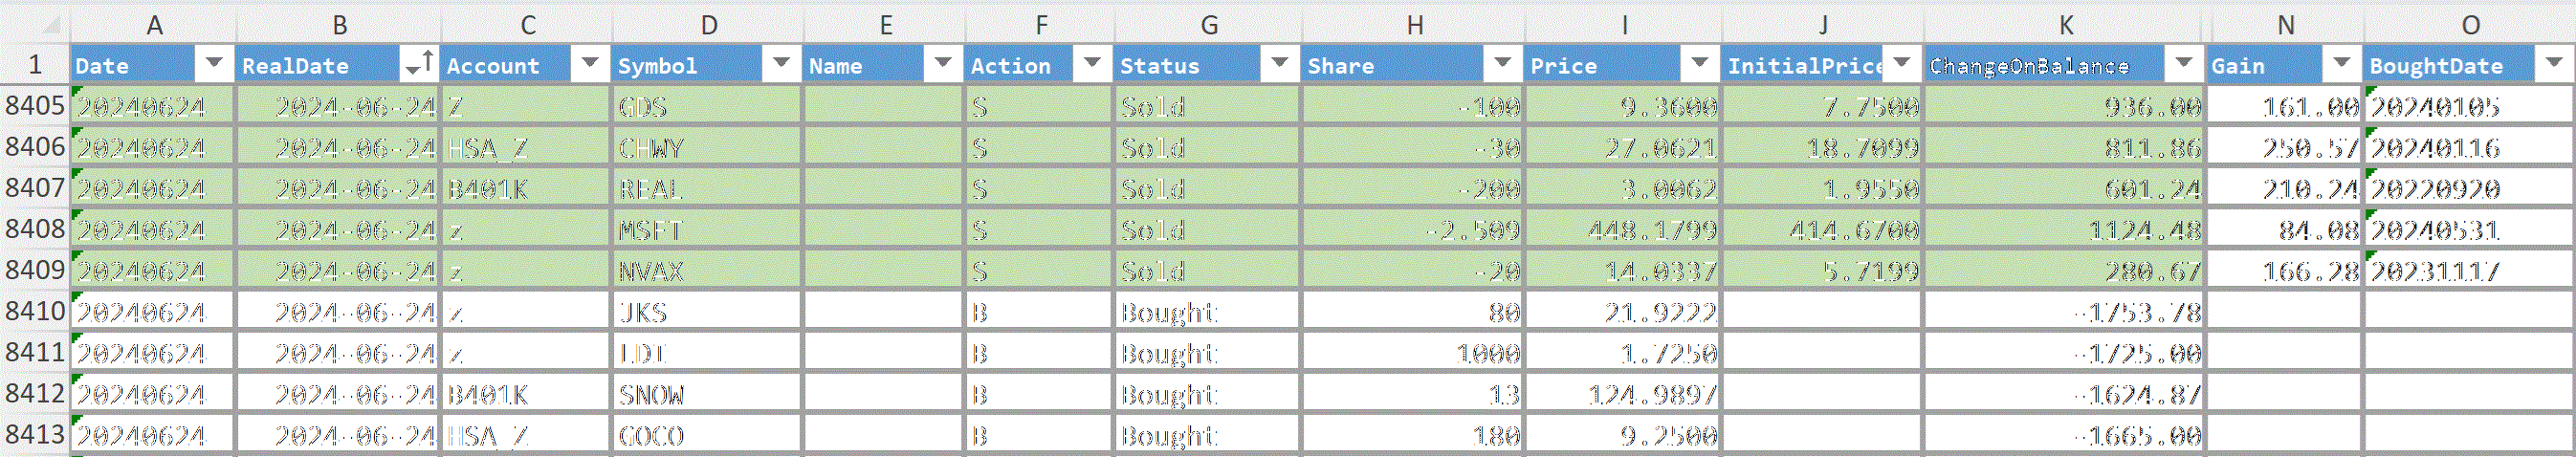 A B C D E F G H I J K N O
1 Date RealDate Account Symbol Name Action Status Share Price InitialPrice ChangeOnBalance Gain BoughtDate
8405 20240624 2024-06-24 Z GDS S Sold -100 9.3600 7.7500 936.00 161.00 20240105
8406 20240624 2024-06-24 HSA_Z CHWY S Sold -30 27.0621 18.7099 811.86 250.57 20240116
8407 20240624 2024-06-24 B401K REAL S Sold -200 3.0062 1.9550 601.24 210.24 20220920
8408 20240624 2024-06-24 z MSFT S Sold -2.509 448.1799 414.6700 1124.48 84.08 20240531
8409 20240624 2024-06-24 z NVAX S Sold -20 14.0337 5.7199 280.67 166.28 20231117
8410 20240624 2024-06-24 z JKS B Bought 80 21.9222 -1753.78
8411 20240624 2024-06-24 z LDI B Bought 1000 1.7250 -1725.00
8412 20240624 2024-06-24 B401K SNOW B Bought 13 124.9897 -1624.87
8413 20240624 2024-06-24 HSA_Z GOCO B Bought 180 9.2500 -1665.00